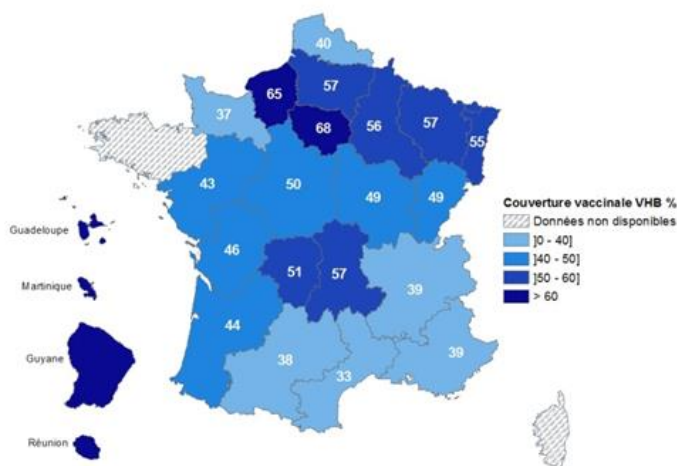 40
65
57
37
68
56
57
55
43
50
49
49
46
51
57
39
44
38
33
39
Guadeloupe
Martinique
Guyane
Réunion
Couverture vaccinale VHB %
Données non disponibles
]0 - 40]
]40 - 50]
]50 - 60]
> 60